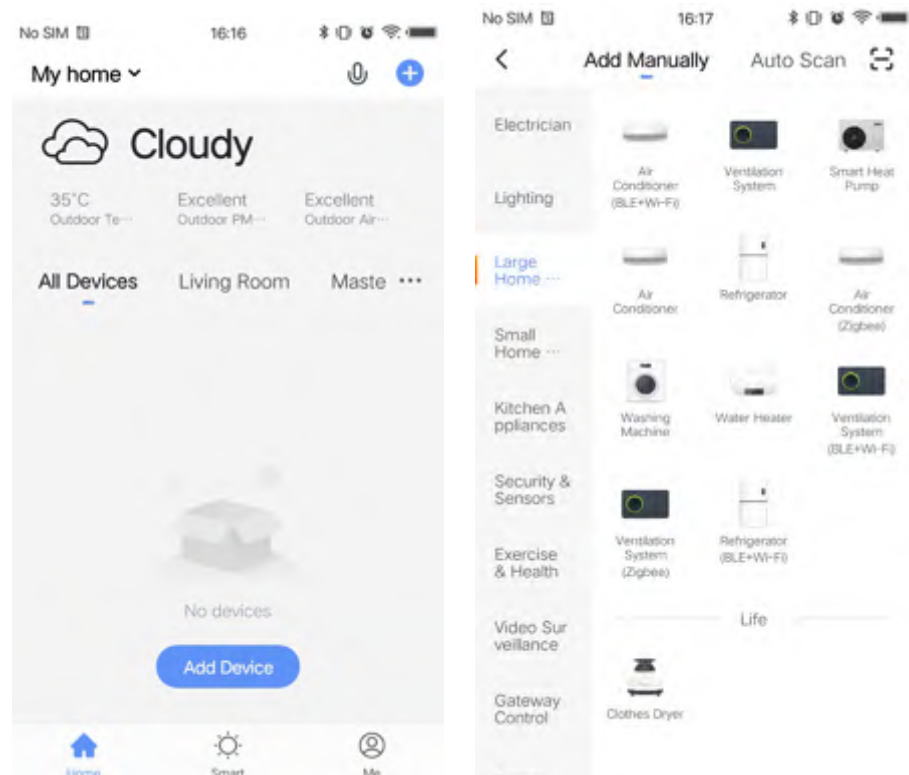 No SIM
16:16
My home
Cloudy
35°C
Excellent
Excellent
Outdoor Te...
Outdoor PM...
Outdoor Air...
All Devices
Living Room
Maste
No devices
Add Device
Home
Smart
Me
No SIM
16:17
Add Manually
Auto Scan
Electrician
Lighting
Large
Home ...
Small
Home ...
Kitchen A
ppliances
Security &
Sensors
Exercise
& Health
Video Sur
veillance
Gateway
Control
Air
Conditioner
(BLE+Wi-Fi)
Ventilation
System
Smart Heat
Pump
Air
Conditioner
Refrigerator
Air
Conditioner
(Zigbee)
Washing
Machine
Water Heater
Ventilation
System
(BLE+Wi-Fi)
Ventilation
System
(Zigbee)
Refrigerator
(BLE+Wi-Fi)
Life
Clothes Dryer